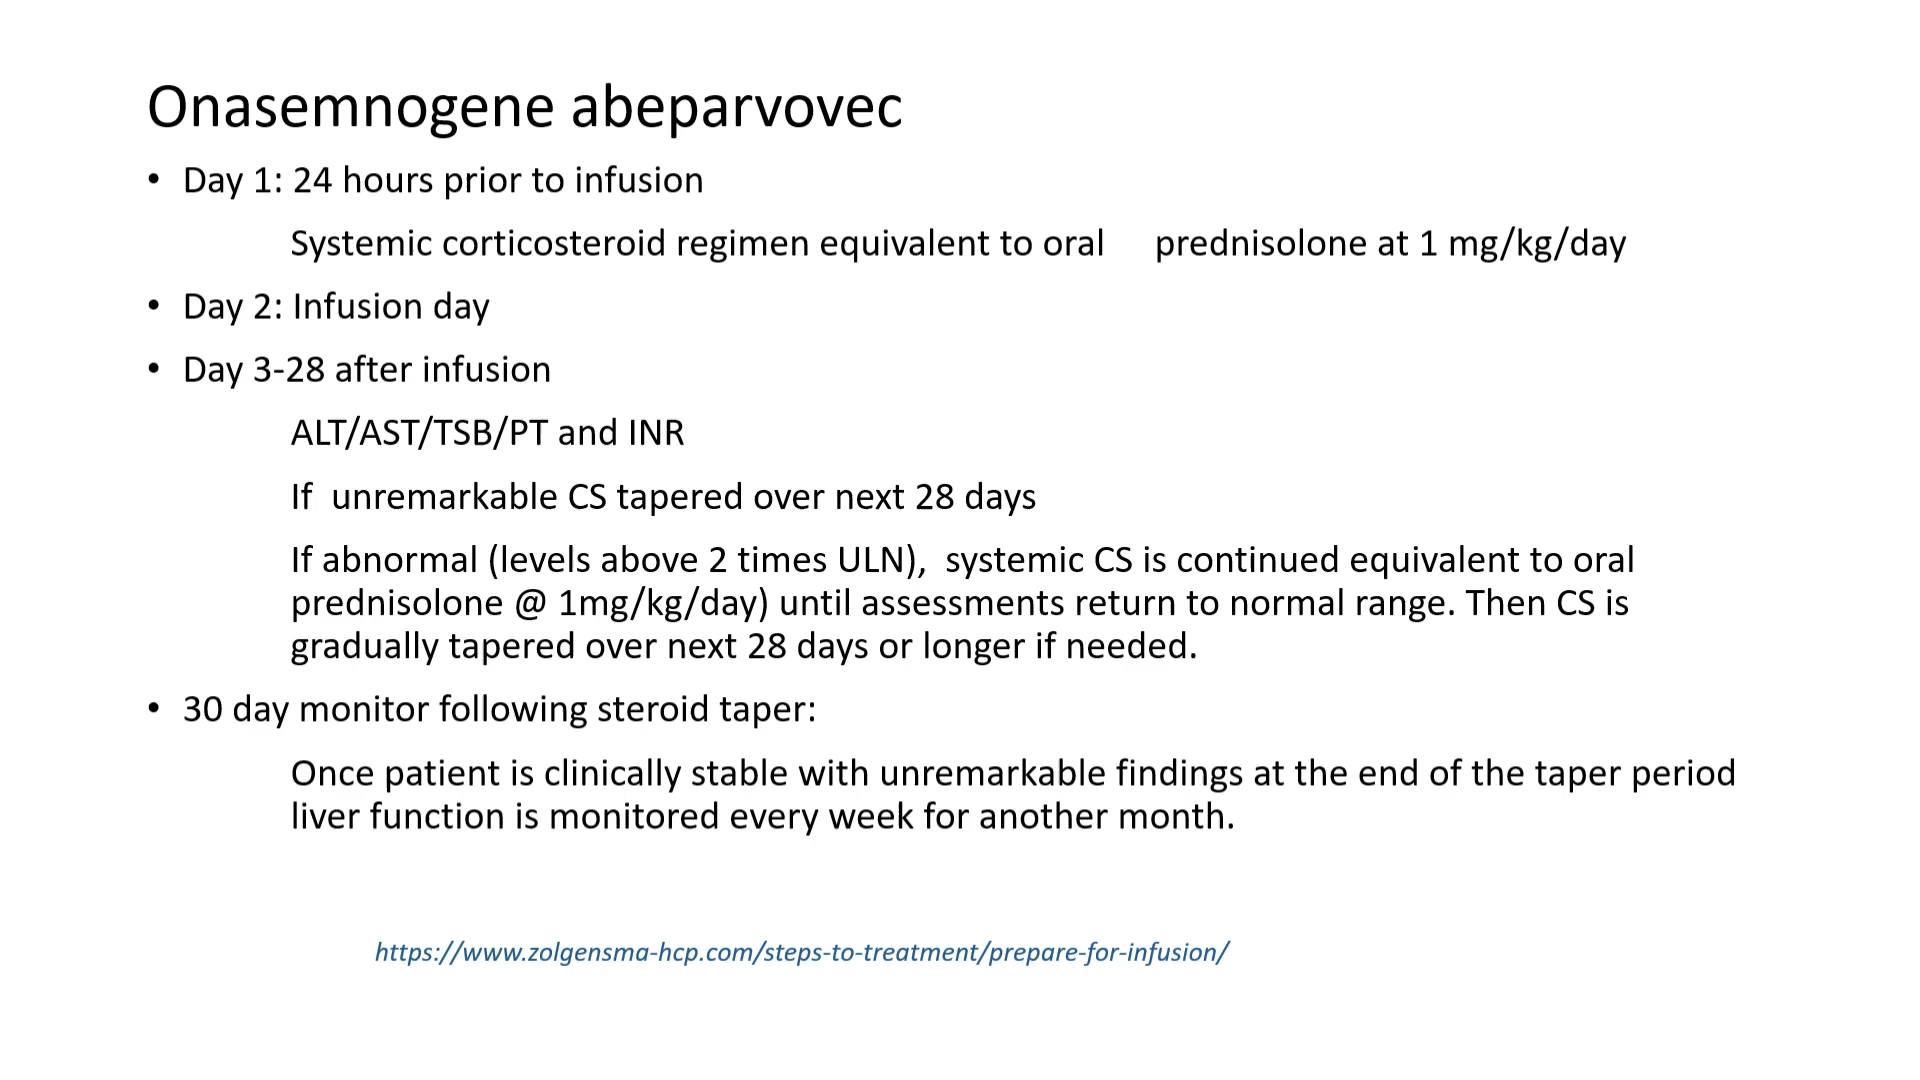 Onasemnogene abeparvovec
• Day 1: 24 hours prior to infusion
Systemic corticosteroid regimen equivalent to oral prednisolone at 1 mg/kg/day
• Day 2: Infusion day
• Day 3-28 after infusion
ALT/AST/TSB/PT and INR
If unremarkable CS tapered over next 28 days
If abnormal (levels above 2 times ULN), systemic CS is continued equivalent to oral
prednisolone @ 1mg/kg/day) until assessments return to normal range. Then CS is
gradually tapered over next 28 days or longer if needed.
• 30 day monitor following steroid taper:
Once patient is clinically stable with unremarkable findings at the end of the taper period
liver function is monitored every week for another month.
https://www.zolgensma-hcp.com/steps-to-treatment/prepare-for-infusion/